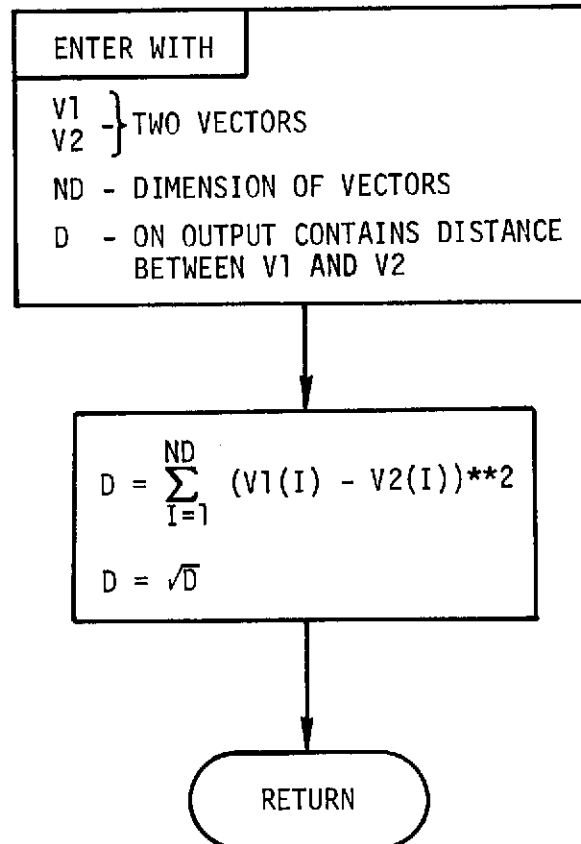 ENTER WITH
V1
V2 -} TWO VECTORS
ND - DIMENSION OF VECTORS
D - ON OUTPUT CONTAINS DISTANCE
BETWEEN V1 AND V2
ND
D = ∑ (V1(I) - V2(I))**2
I=1
D = √D
RETURN